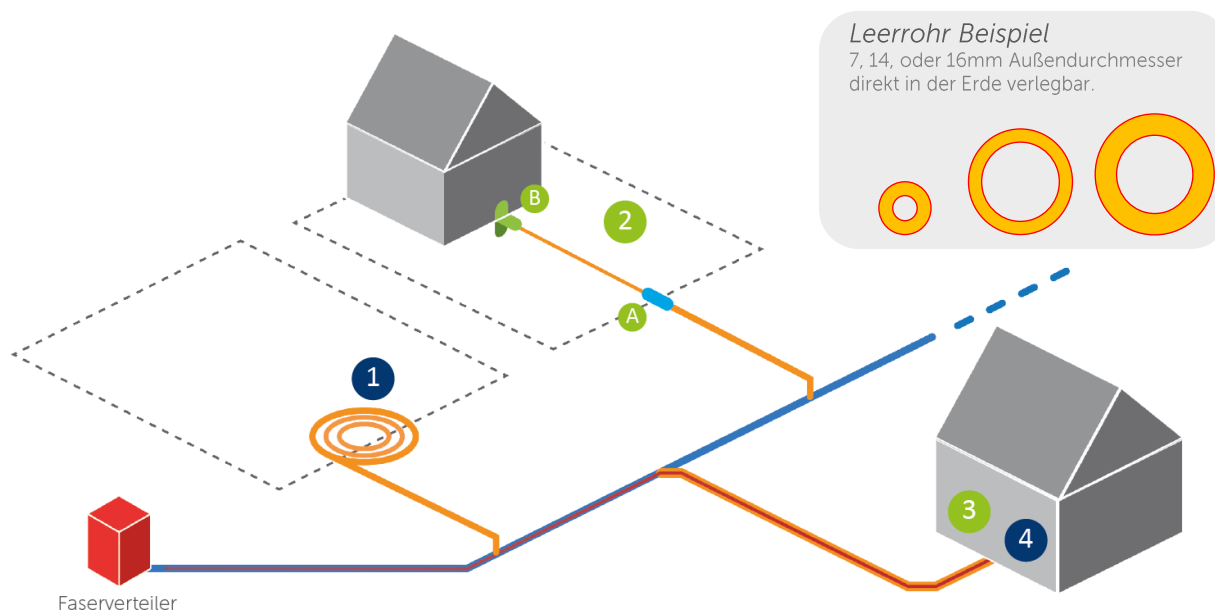 Leerrohr Beispiel
7, 14, oder 16mm Außendurchmesser
direkt in der Erde verlegbar.
B
2
A
1
3
4
Faserverteiler